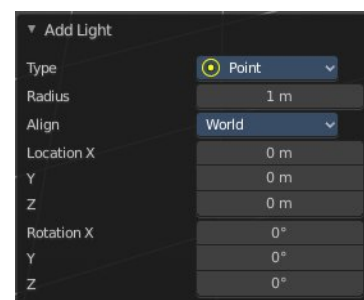 Add Light
Type Point
Radius 1 m
Align World
Location X 0 m
Y 0 m
Z 0 m
Rotation X 0°
Y 0°
Z 0°